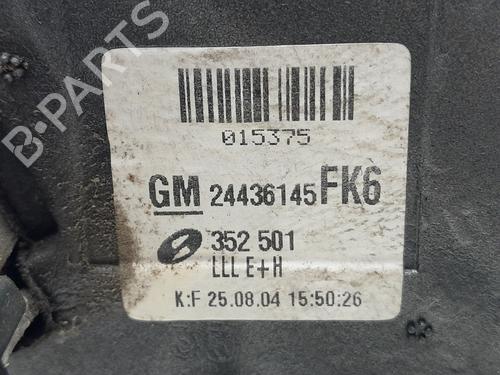 B-PARTS
015375
GM 24436145 FK6
352 501
LLL E+H
K:F 25.08.04 15:50:26